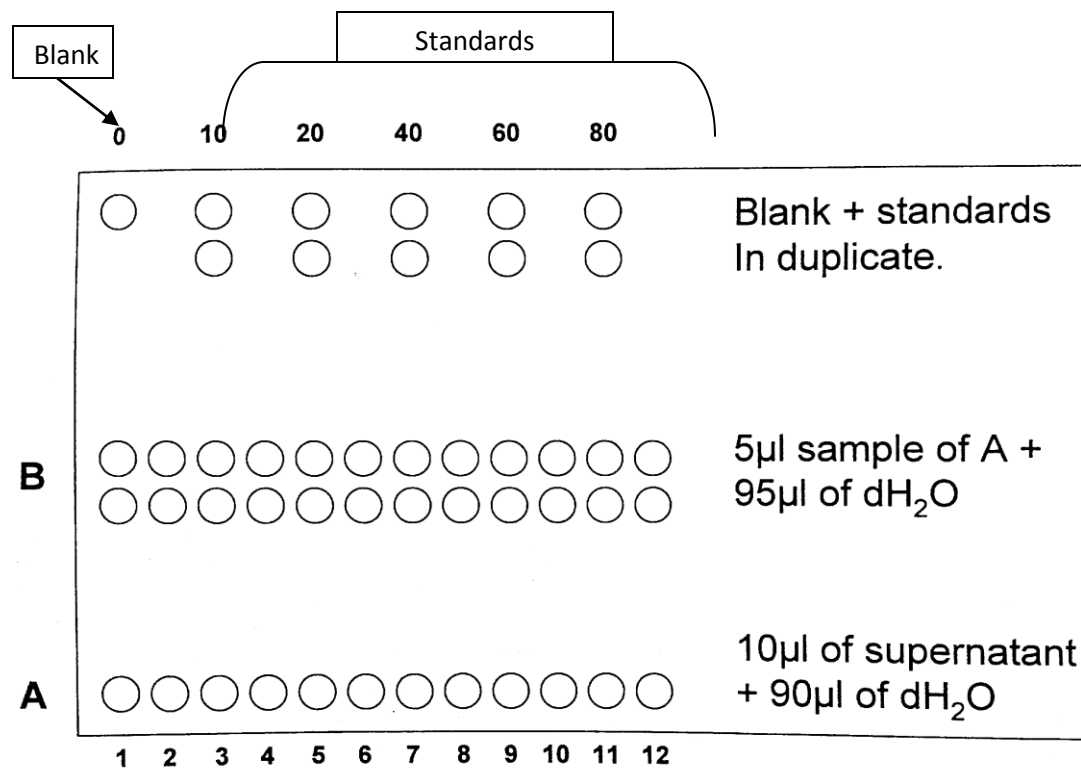 Blank
Standards
0 10 20 40 60 80
Blank + standards
In duplicate.
B
5µl sample of A +
95µl of dH₂O
10µl of supernatant
+ 90µl of dH₂O
A
1 2 3 4 5 6 7 8 9 10 11 12